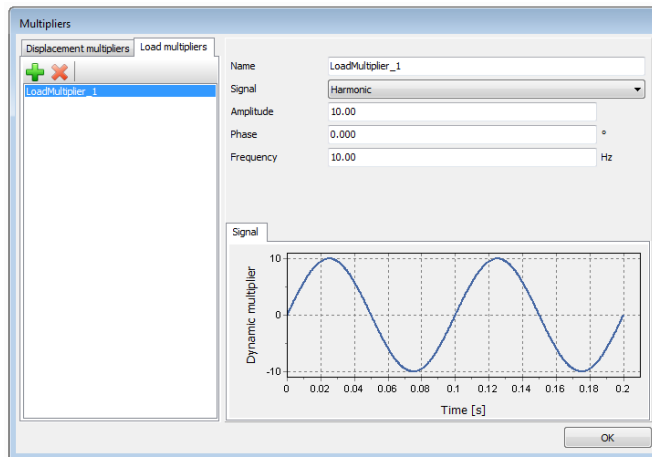 Multipliers
Displacement multipliers Load multipliers
LoadMultiplier_1
Name LoadMultiplier_1
Signal Harmonic
Amplitude 10.00
Phase 0.000 °
Frequency 10.00 Hz
Signal
Dynamic multiplier
10
0
-10
0 0.02 0.04 0.06 0.08 0.1 0.12 0.14 0.16 0.18 0.2
Time [s]
OK